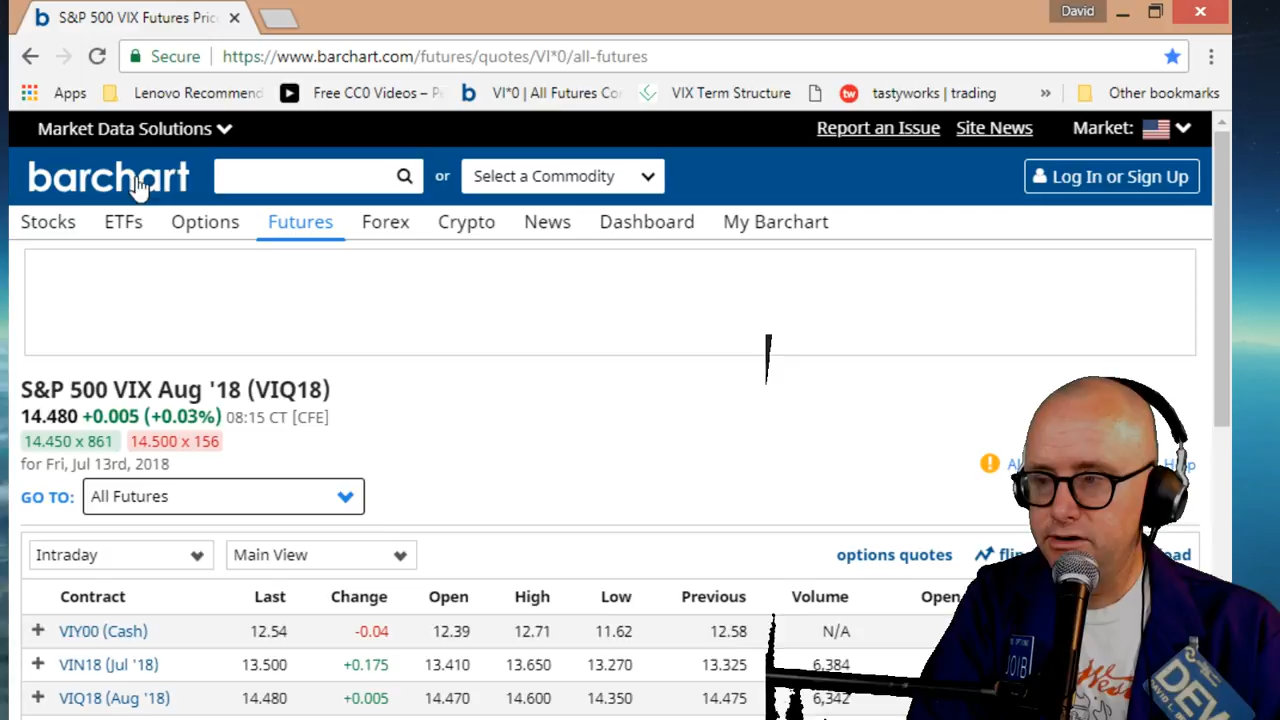 S&P 500 VIX Futures Pric
David
Secure https://www.barchart.com/futures/quotes/VI*0/all-futures
Apps Lenovo Recommend Free CC0 Videos – P VI*0 | All Futures Co VIX Term Structure tw tastyworks | trading » Other bookmarks
Market Data Solutions Report an Issue Site News Market:
barchart or Select a Commodity Log In or Sign Up
Stocks ETFs Options Futures Forex Crypto News Dashboard My Barchart
S&P 500 VIX Aug '18 (VIQ18)
14.480 +0.005 (+0.03%) 08:15 CT [CFE]
14.450 x 861 14.500 x 156
for Fri, Jul 13rd, 2018
GO TO: All Futures
Intraday Main View options quotes flip
Contract Last Change Open High Low Previous Volume Open
VIY00 (Cash) 12.54 -0.04 12.39 12.71 11.62 12.58 N/A
VIN18 (Jul '18) 13.500 +0.175 13.410 13.650 13.270 13.325 6,384
VIQ18 (Aug '18) 14.480 +0.005 14.470 14.600 14.350 14.475 6,342
JOIB
DEV